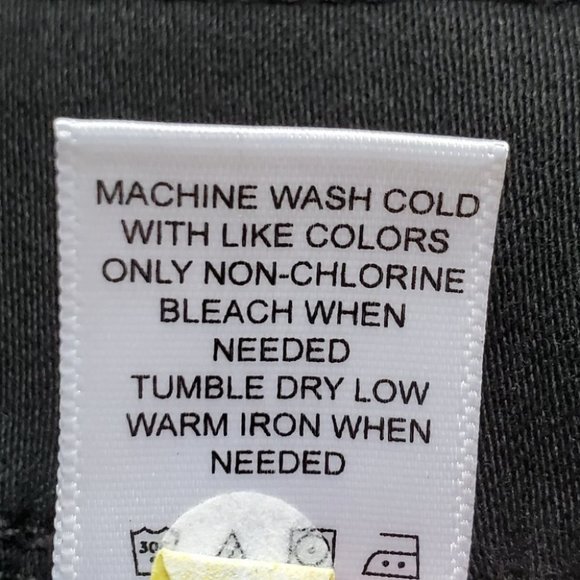 MACHINE WASH COLD
WITH LIKE COLORS
ONLY NON-CHLORINE
BLEACH WHEN
NEEDED
TUMBLE DRY LOW
WARM IRON WHEN
NEEDED
30